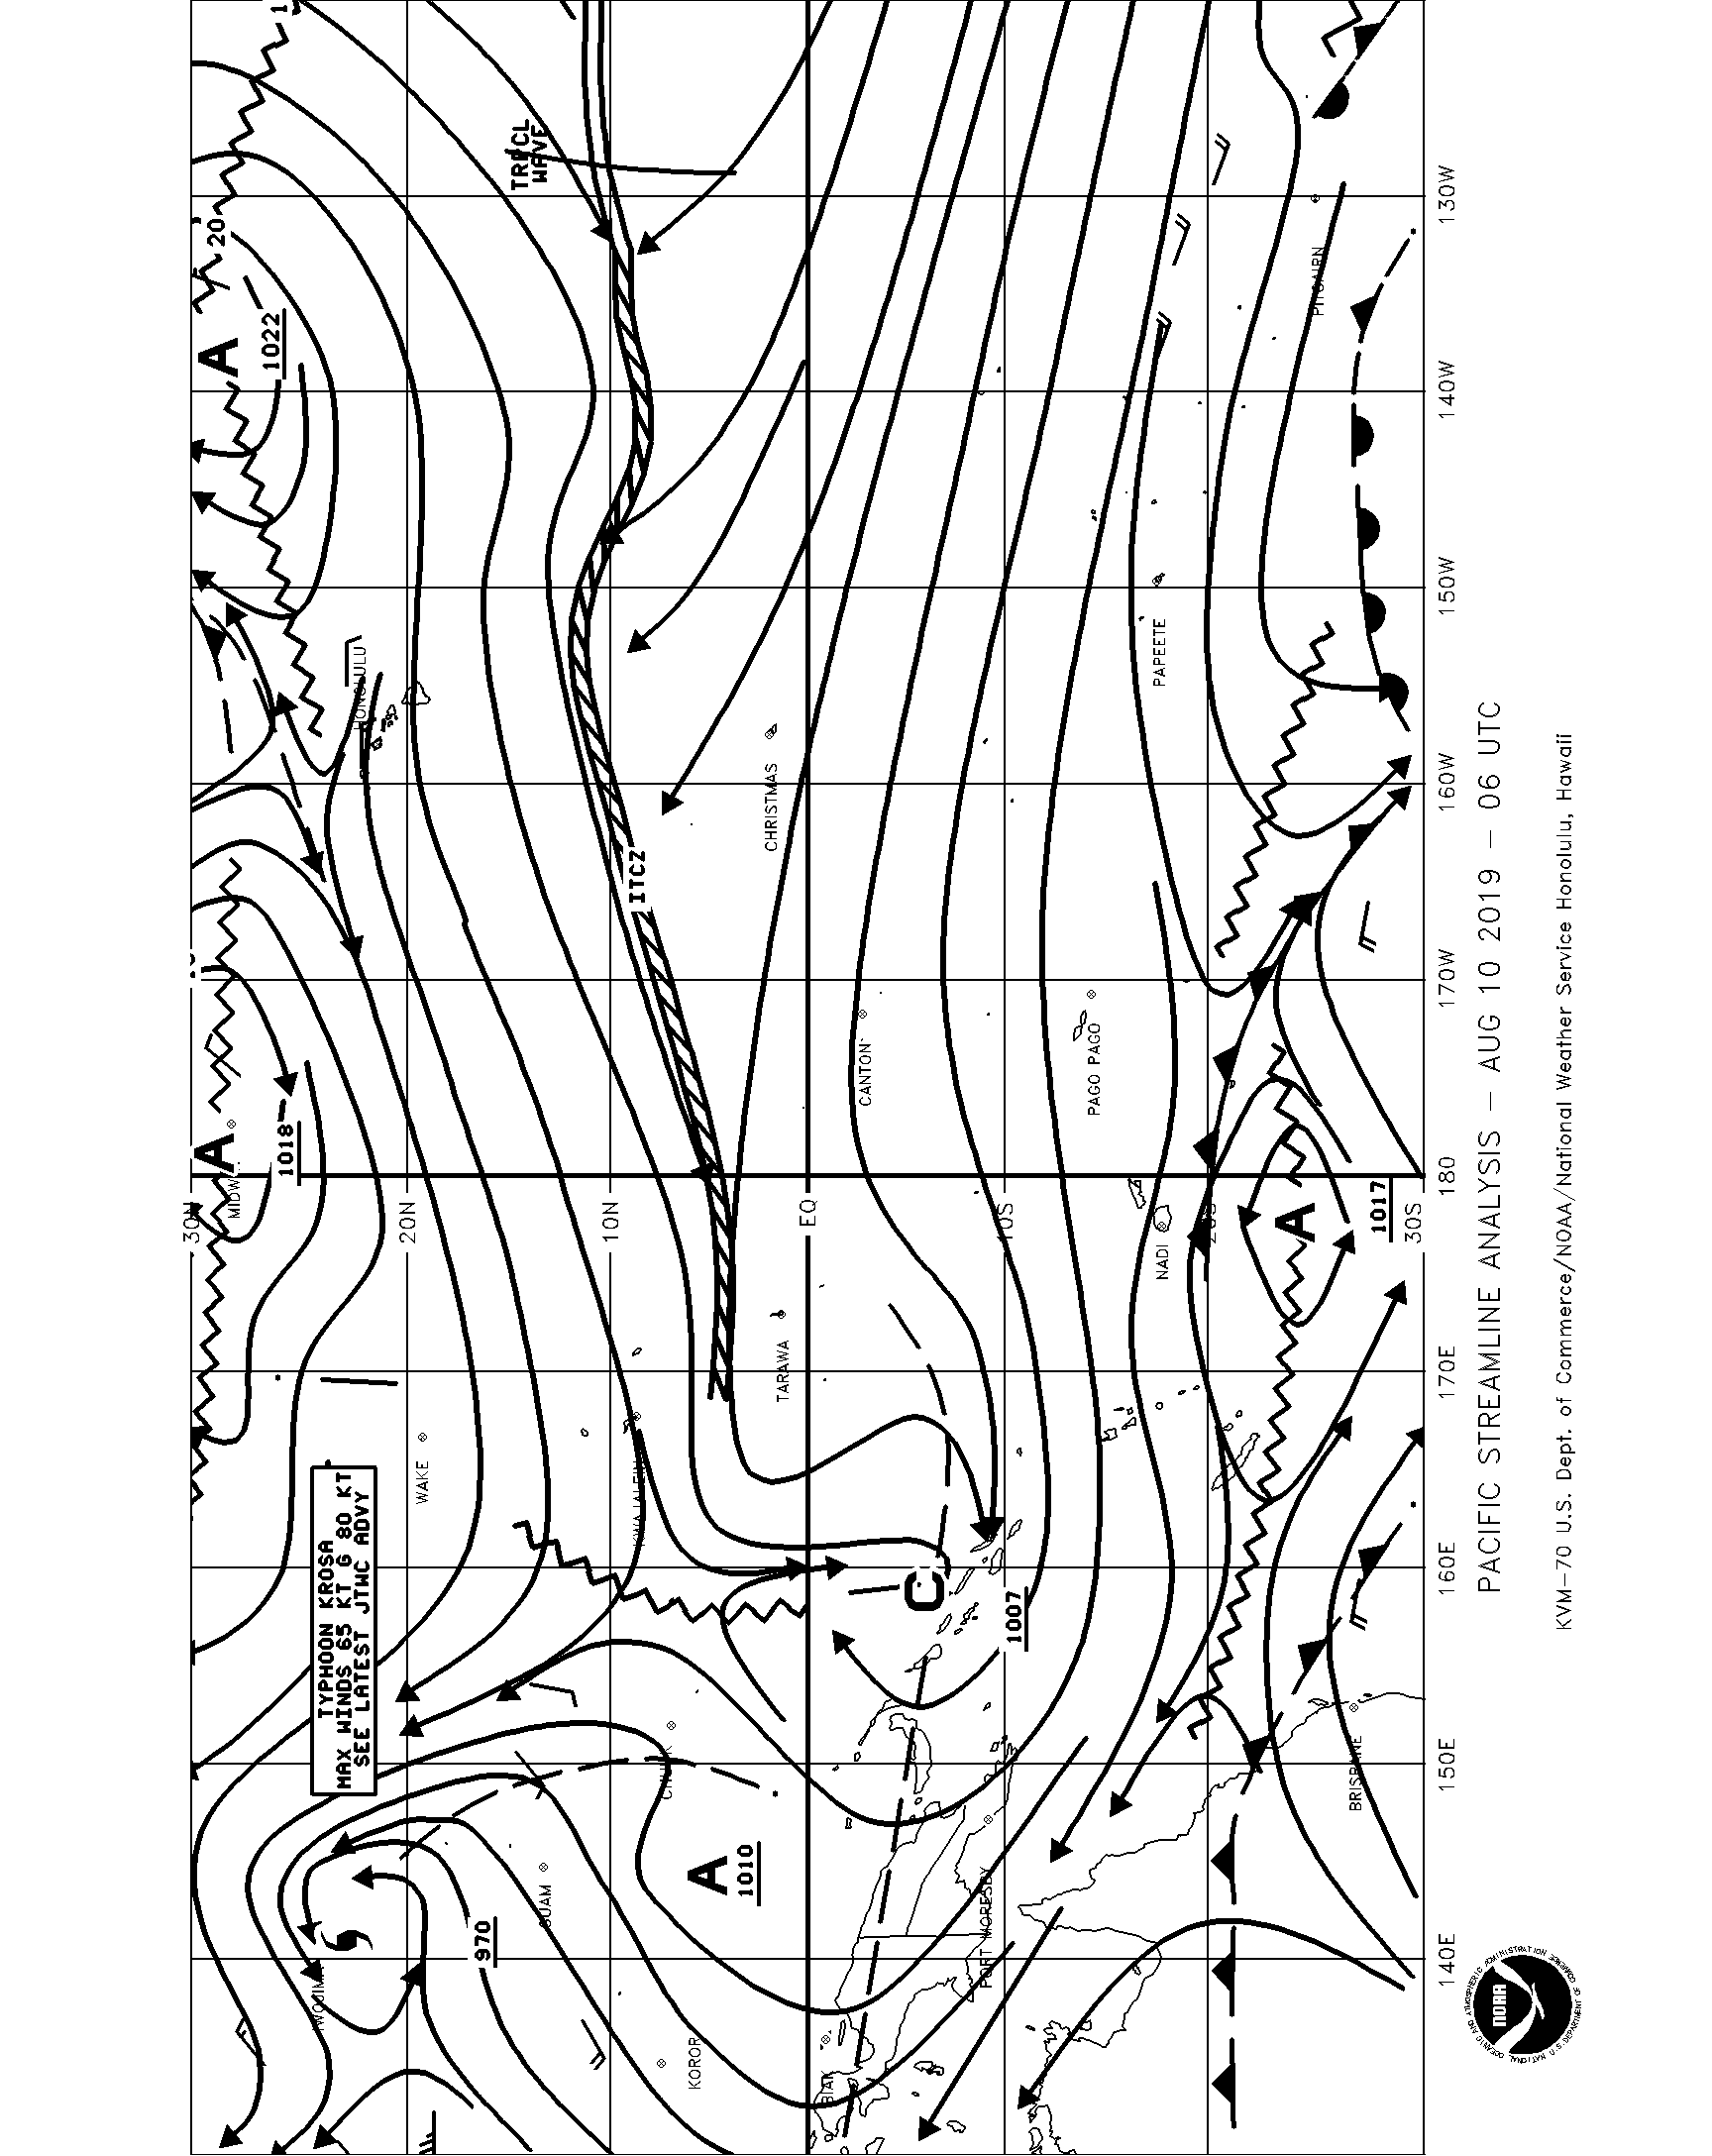 TYPHOON KROSA
MAX WINDS 65 KT G 80 KT
SEE LATEST JTWC ADVY
TRPCL
WAVE
ITCZ
A
1022
20
A
1018
A
1010
A
1017
C
1007
970
HONOLULU
WAKE
GUAM
KOROR
BIAK
TARAWA
CHRISTMAS
CANTON
PAGO PAGO
PAPEETE
PITCAIRN
NADI
PORT MORESBY
BRISBANE
30N
20N
10N
EQ
10S
20S
30S
140E
150E
160E
170E
180
170W
160W
150W
140W
130W
PACIFIC STREAMLINE ANALYSIS – AUG 10 2019 – 06 UTC
KVM–70 U.S. Dept. of Commerce/NOAA/National Weather Service Honolulu, Hawaii
NOAA
NATIONAL OCEANIC AND ATMOSPHERIC ADMINISTRATION
U.S. DEPARTMENT OF COMMERCE